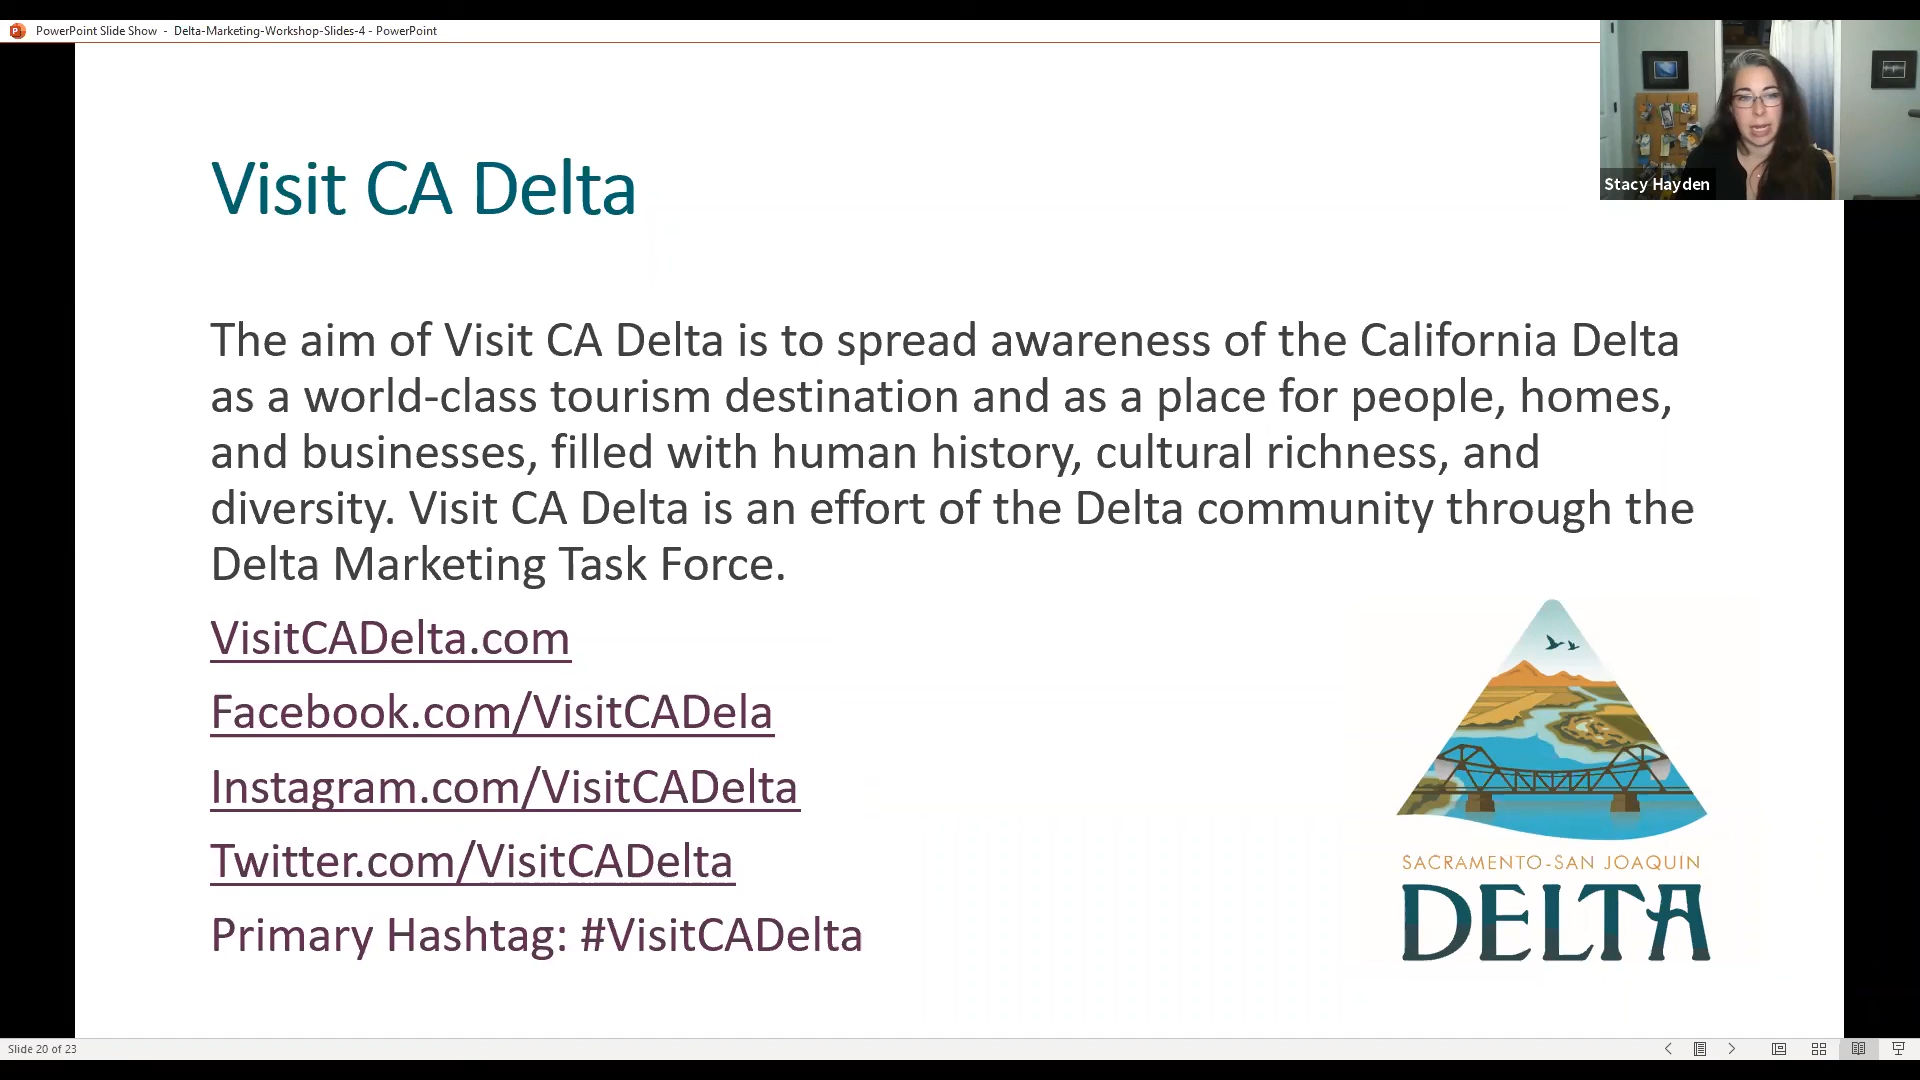 PowerPoint Slide Show - Delta-Marketing-Workshop-Slides-4 - PowerPoint
Stacy Hayden
Visit CA Delta
The aim of Visit CA Delta is to spread awareness of the California Delta
as a world-class tourism destination and as a place for people, homes,
and businesses, filled with human history, cultural richness, and
diversity. Visit CA Delta is an effort of the Delta community through the
Delta Marketing Task Force.
VisitCADelta.com
Facebook.com/VisitCADela
Instagram.com/VisitCADelta
Twitter.com/VisitCADelta
Primary Hashtag: #VisitCADelta
SACRAMENTO-SAN JOAQUIN
DELTA
Slide 20 of 23